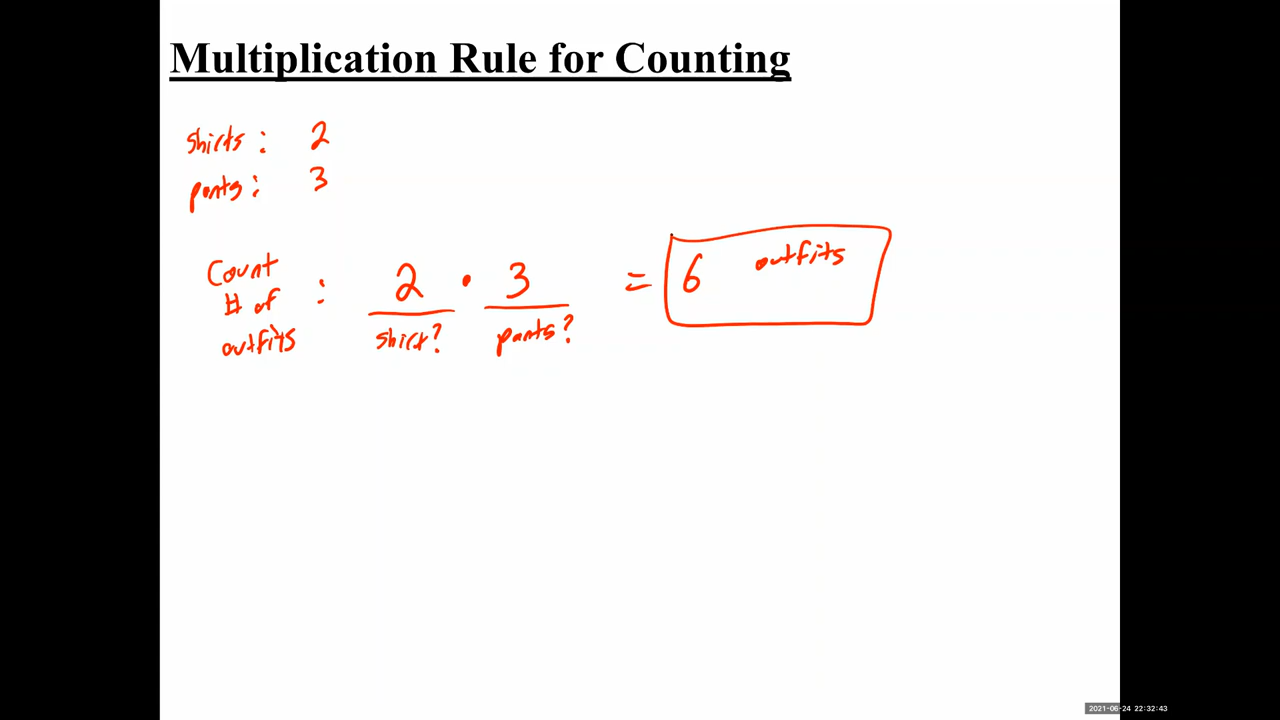 Multiplication Rule for Counting
shirts : 2
pants : 3
Count
# of
outfits
: 2 · 3 = 6 outfits
shirt? pants?
2021-06-24 22:32:43